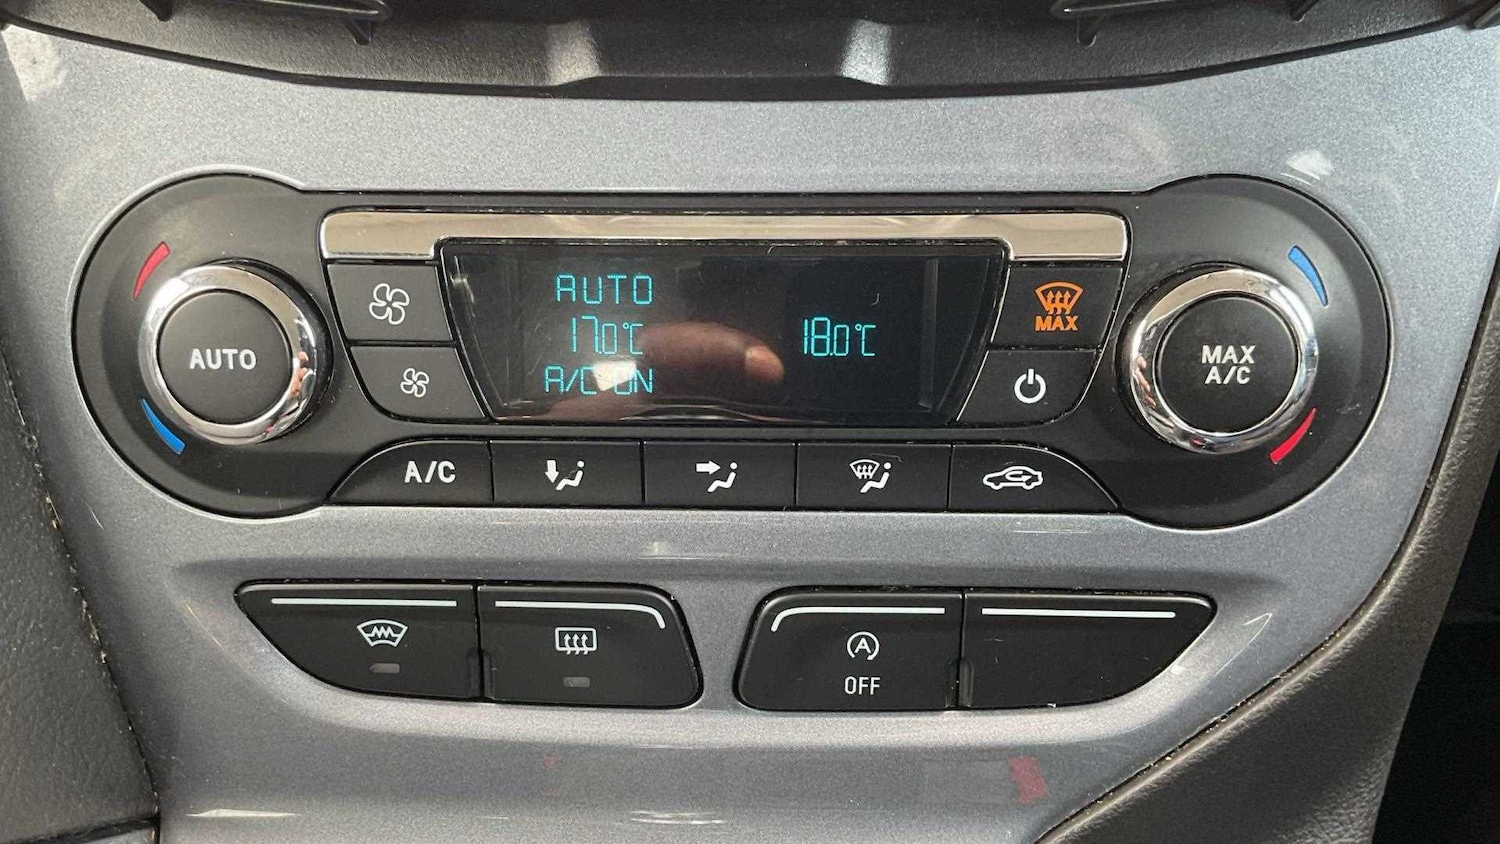 AUTO
17.0°C
18.0°C
A/C ON
AUTO
MAX
MAX
A/C
A/C
A
OFF